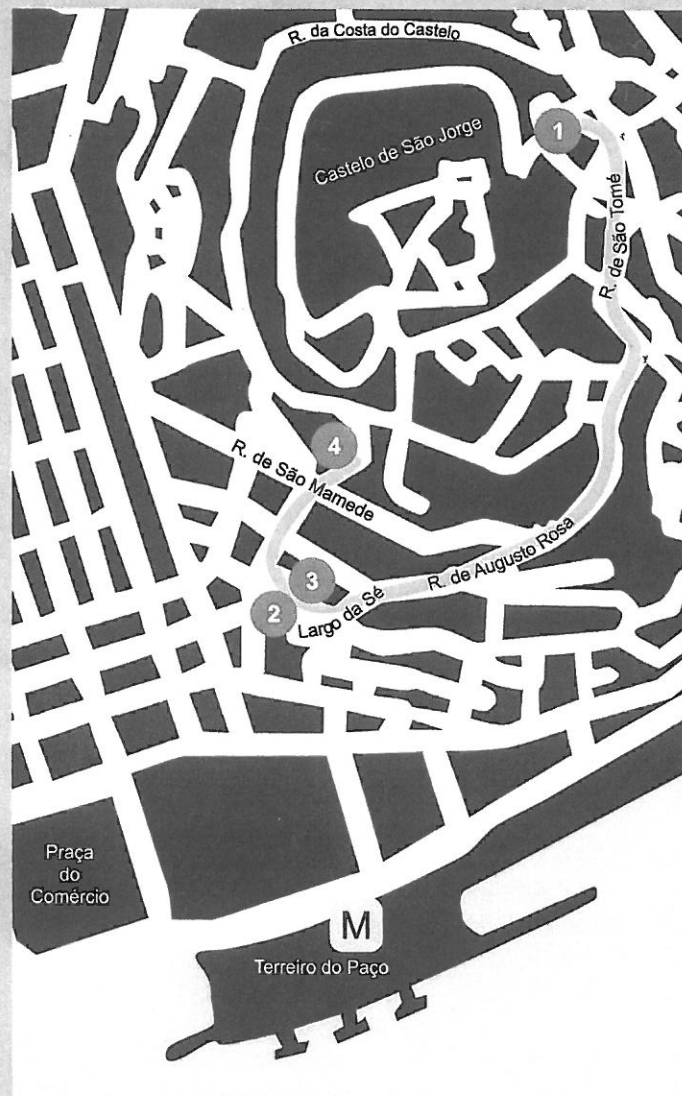 R. da Costa do Castelo
1
Castelo de São Jorge
R. de São Tomé
4
R. de São Mamede
R. de Augusto Rosa
3
2
Largo da Sé
Praça
do
Comércio
M
Terreiro do Paço